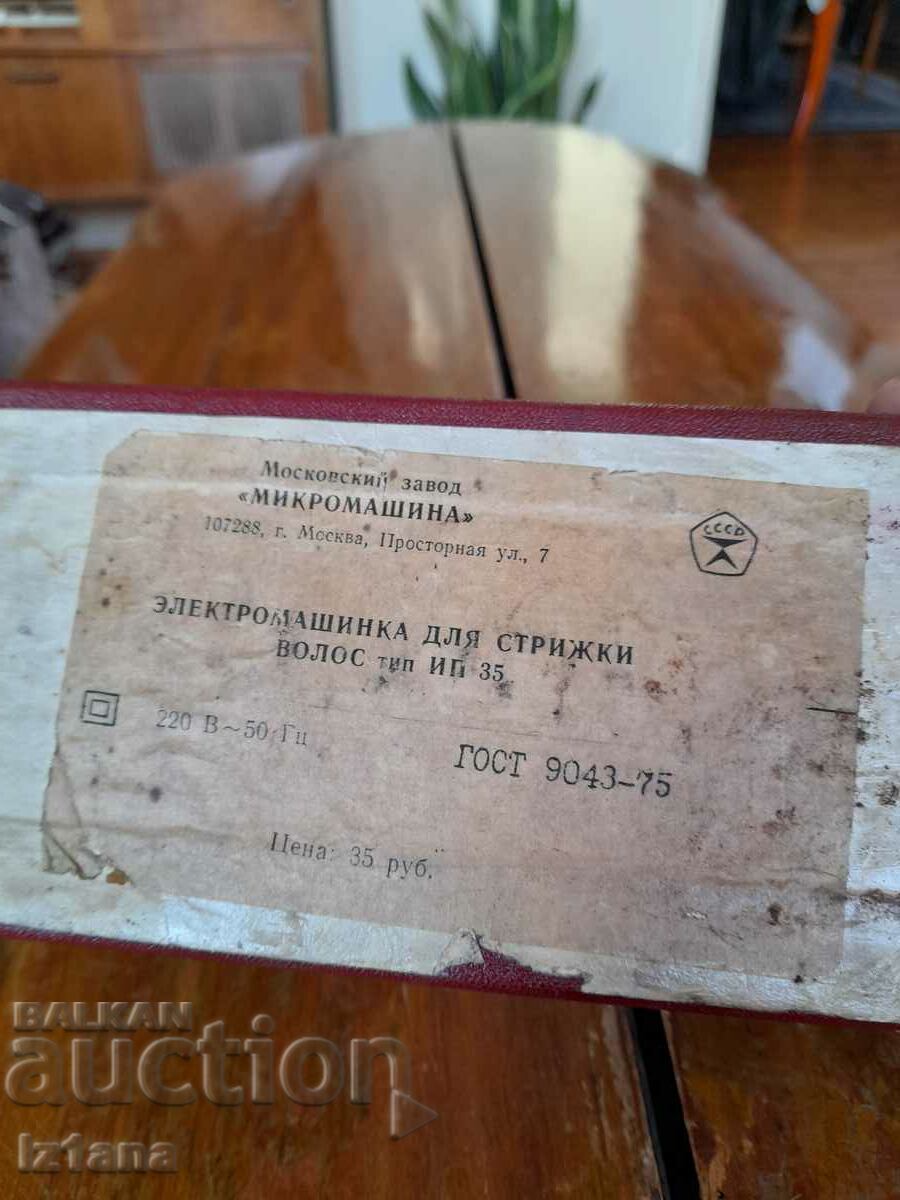 Московский завод
«МИКРОМАШИНА»
107288, г. Москва, Просторная ул., 7
СССР
ЭЛЕКТРОМАШИНКА ДЛЯ СТРИЖКИ
ВОЛОС тип ИП 35
220 В~50 Гц
ГОСТ 9043-75
Цена: 35 руб.
BALKAN
auction
Iz1ana